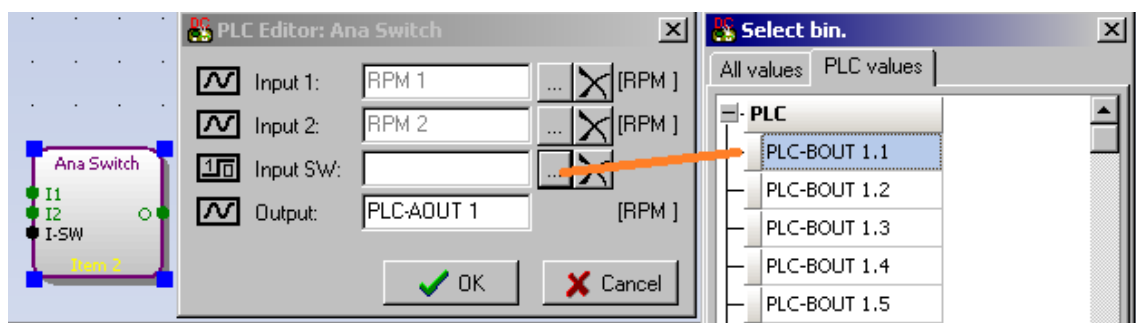 Ana Switch
I1
I2
I-SW
Item 2
PLC Editor: Ana Switch
Input 1: RPM 1 ... [RPM ]
Input 2: RPM 2 ... [RPM ]
Input SW: ...
Output: PLC-AOUT 1 [RPM ]
OK Cancel
Select bin.
All values PLC values
PLC
PLC-BOUT 1.1
PLC-BOUT 1.2
PLC-BOUT 1.3
PLC-BOUT 1.4
PLC-BOUT 1.5